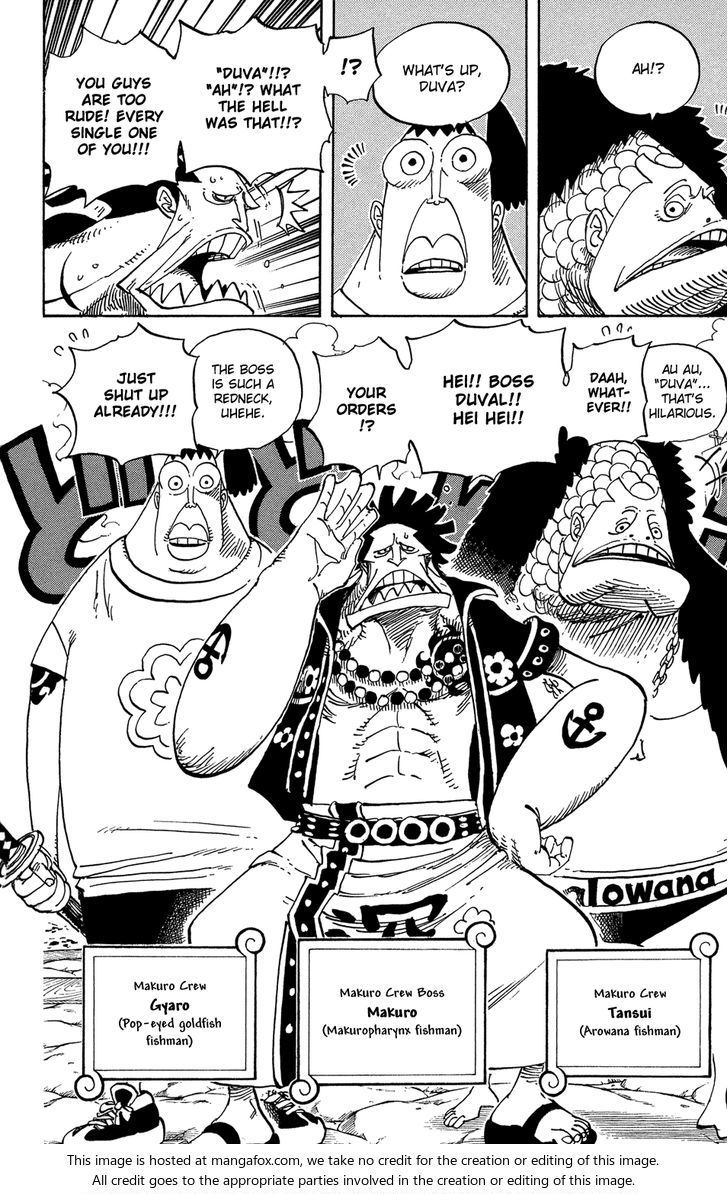 AH!?
WHAT'S UP,
DUVA?
!?
"DUVA"!!?
"AH"!? WHAT
THE HELL
WAS THAT!!?
YOU GUYS
ARE TOO
RUDE! EVERY
SINGLE ONE
OF YOU!!!
AU AU,
"DUVA"...
THAT'S
HILARIOUS.
DAAH,
WHAT-
EVER!!
HEI!! BOSS
DUVAL!!
HEI HEI!!
YOUR
ORDERS
!?
THE BOSS
IS SUCH A
REDNECK,
UHEHE.
JUST
SHUT UP
ALREADY!!!
lowana
Makuro Crew
Tansui
(Arowana fishman)
Makuro Crew Boss
Makuro
(Makuropharynx fishman)
Makuro Crew
Gyaro
(Pop-eyed goldfish
fishman)
This image is hosted at mangafox.com, we take no credit for the creation or editing of this image.
All credit goes to the appropriate parties involved in the creation or editing of this image.